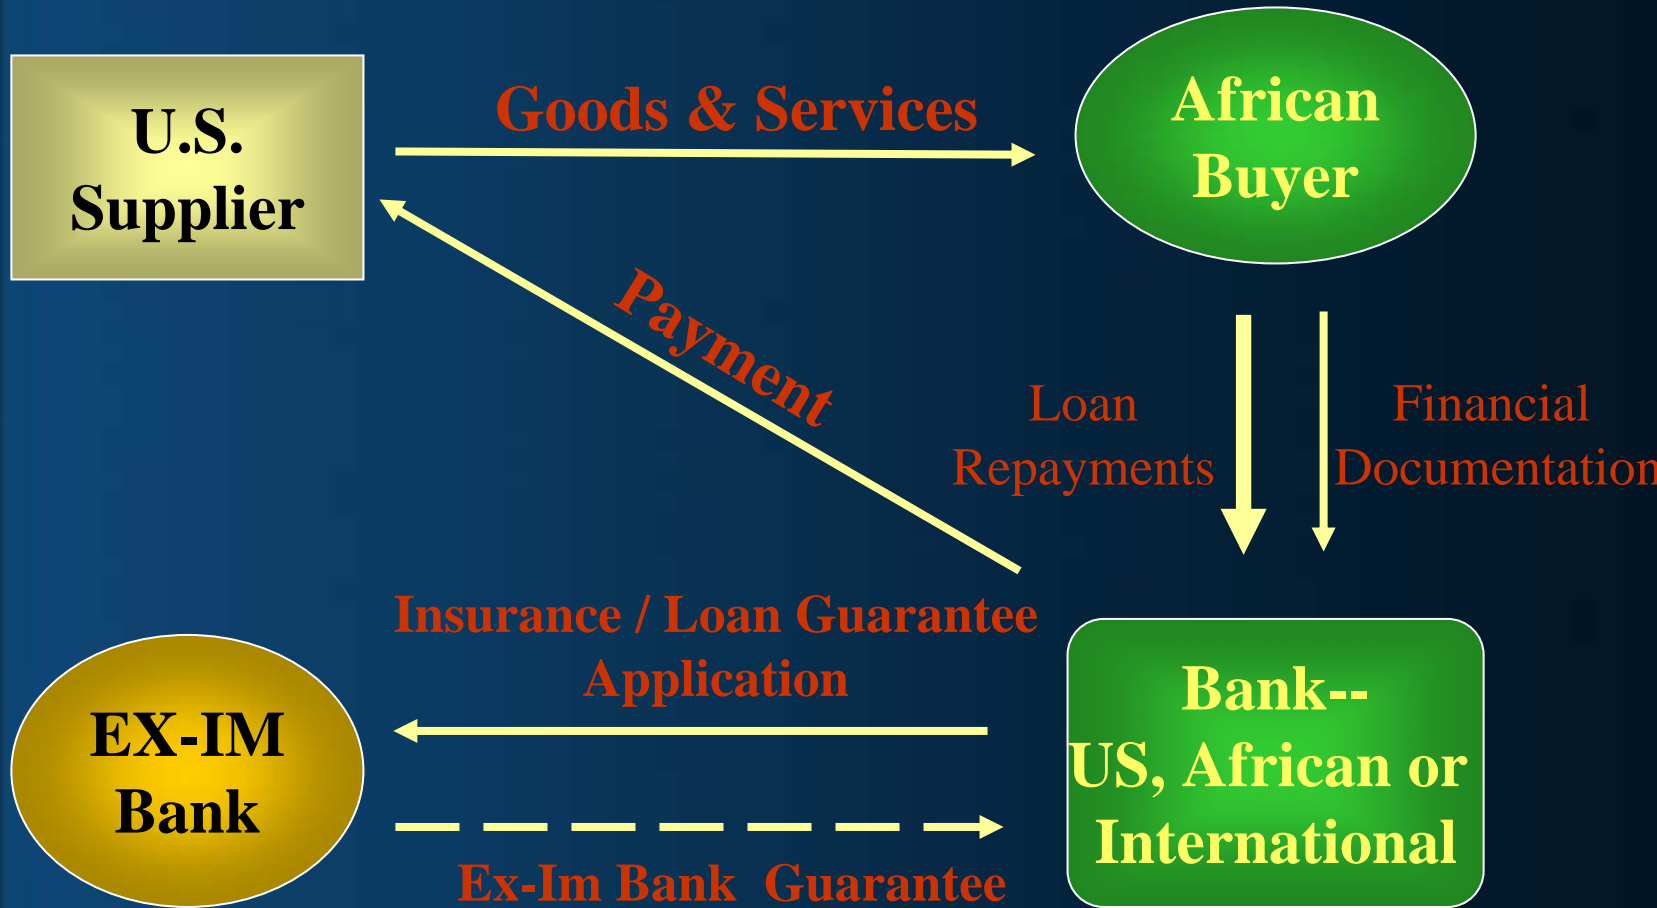 U.S.
Supplier
Goods & Services
African
Buyer
Payment
Loan
Repayments
Financial
Documentation
Insurance / Loan Guarantee
Application
EX-IM
Bank
Bank--
US, African or
International
Ex-Im Bank Guarantee